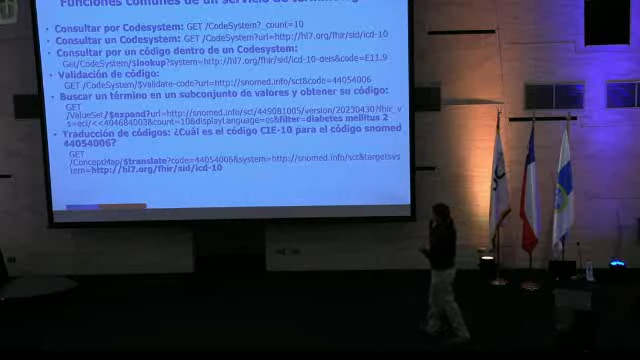 Funciones comunes de un servicio de
• Consultar por Codesystem: GET /CodeSystem?_count=10
• Consultar un Codesystem: GET /CodeSystem?url=http://hl7.org/fhir/sid/icd-10
• Consultar por un código dentro de un Codesystem:
Get/CodeSystem/$lookup?system=http://hl7.org/fhir/sid/icd-10-deis&code=E11.9
• Validación de código:
GET /CodeSystem/$validate-code?url=http://snomed.info/sct&code=44054006
• Buscar un término en un subconjunto de valores y obtener su código:
GET
/ValueSet/$expand?url=http://snomed.info/sct/449081005/version/20230430?fhir_v
s=ecl/<<404684003&count=10&displayLanguage=es&filter=diabetes mellitus 2
• Traducción de códigos: ¿Cuál es el código CIE-10 para el código snomed
44054006?
GET
/ConceptMap/$translate?code=44054006&system=http://snomed.info/sct&targetsys
tem=http://hl7.org/fhir/sid/icd-10